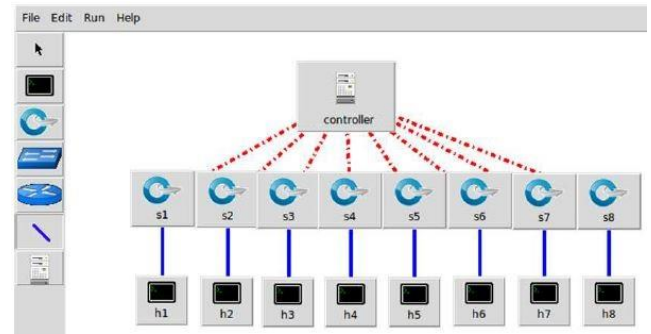 File Edit Run Help
controller
s1 s2 s3 s4 s5 s6 s7 s8
h1 h2 h3 h4 h5 h6 h7 h8